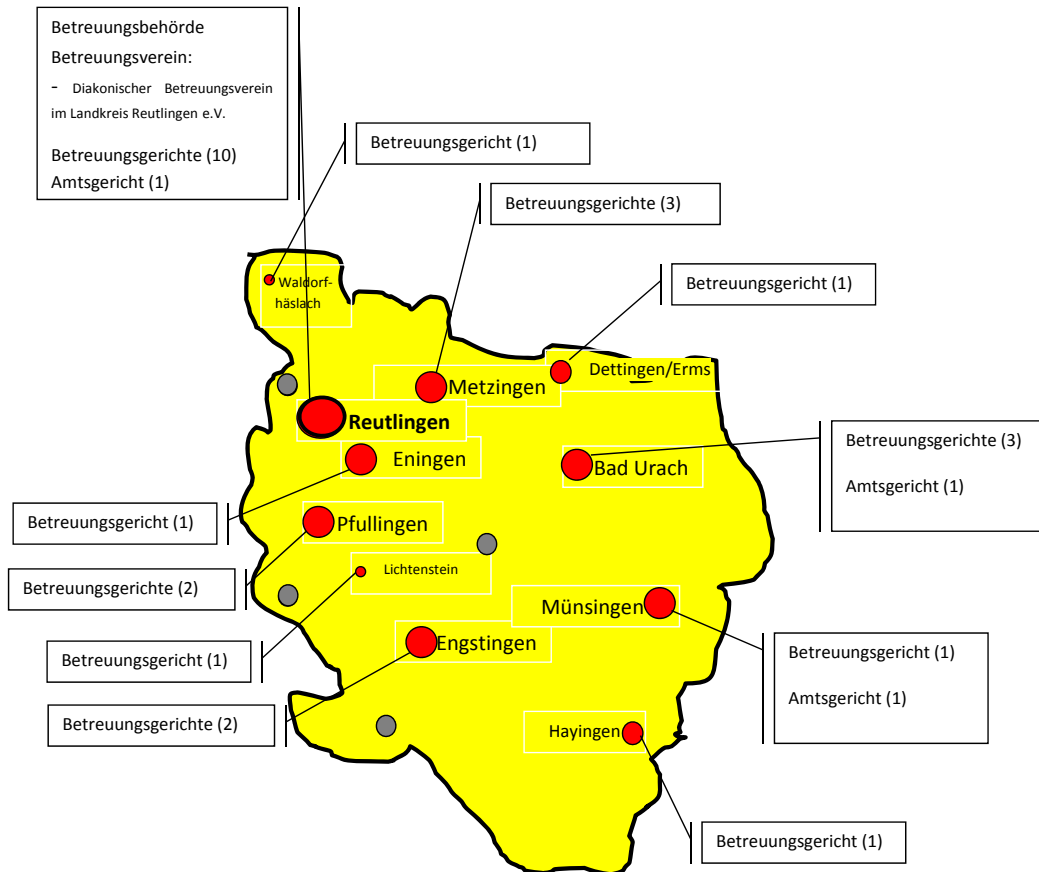 Betreuungsbehörde
Betreuungsverein:
- Diakonischer Betreuungsverein
im Landkreis Reutlingen e.V.
Betreuungsgerichte (10)
Amtsgericht (1)
Betreuungsgericht (1)
Betreuungsgerichte (3)
Betreuungsgericht (1)
Waldorf-
häslach
Dettingen/Erms
Metzingen
Reutlingen
Eningen
Bad Urach
Betreuungsgerichte (3)
Amtsgericht (1)
Betreuungsgericht (1)
Pfullingen
Lichtenstein
Betreuungsgerichte (2)
Münsingen
Engstingen
Betreuungsgericht (1)
Betreuungsgericht (1)
Amtsgericht (1)
Betreuungsgerichte (2)
Hayingen
Betreuungsgericht (1)